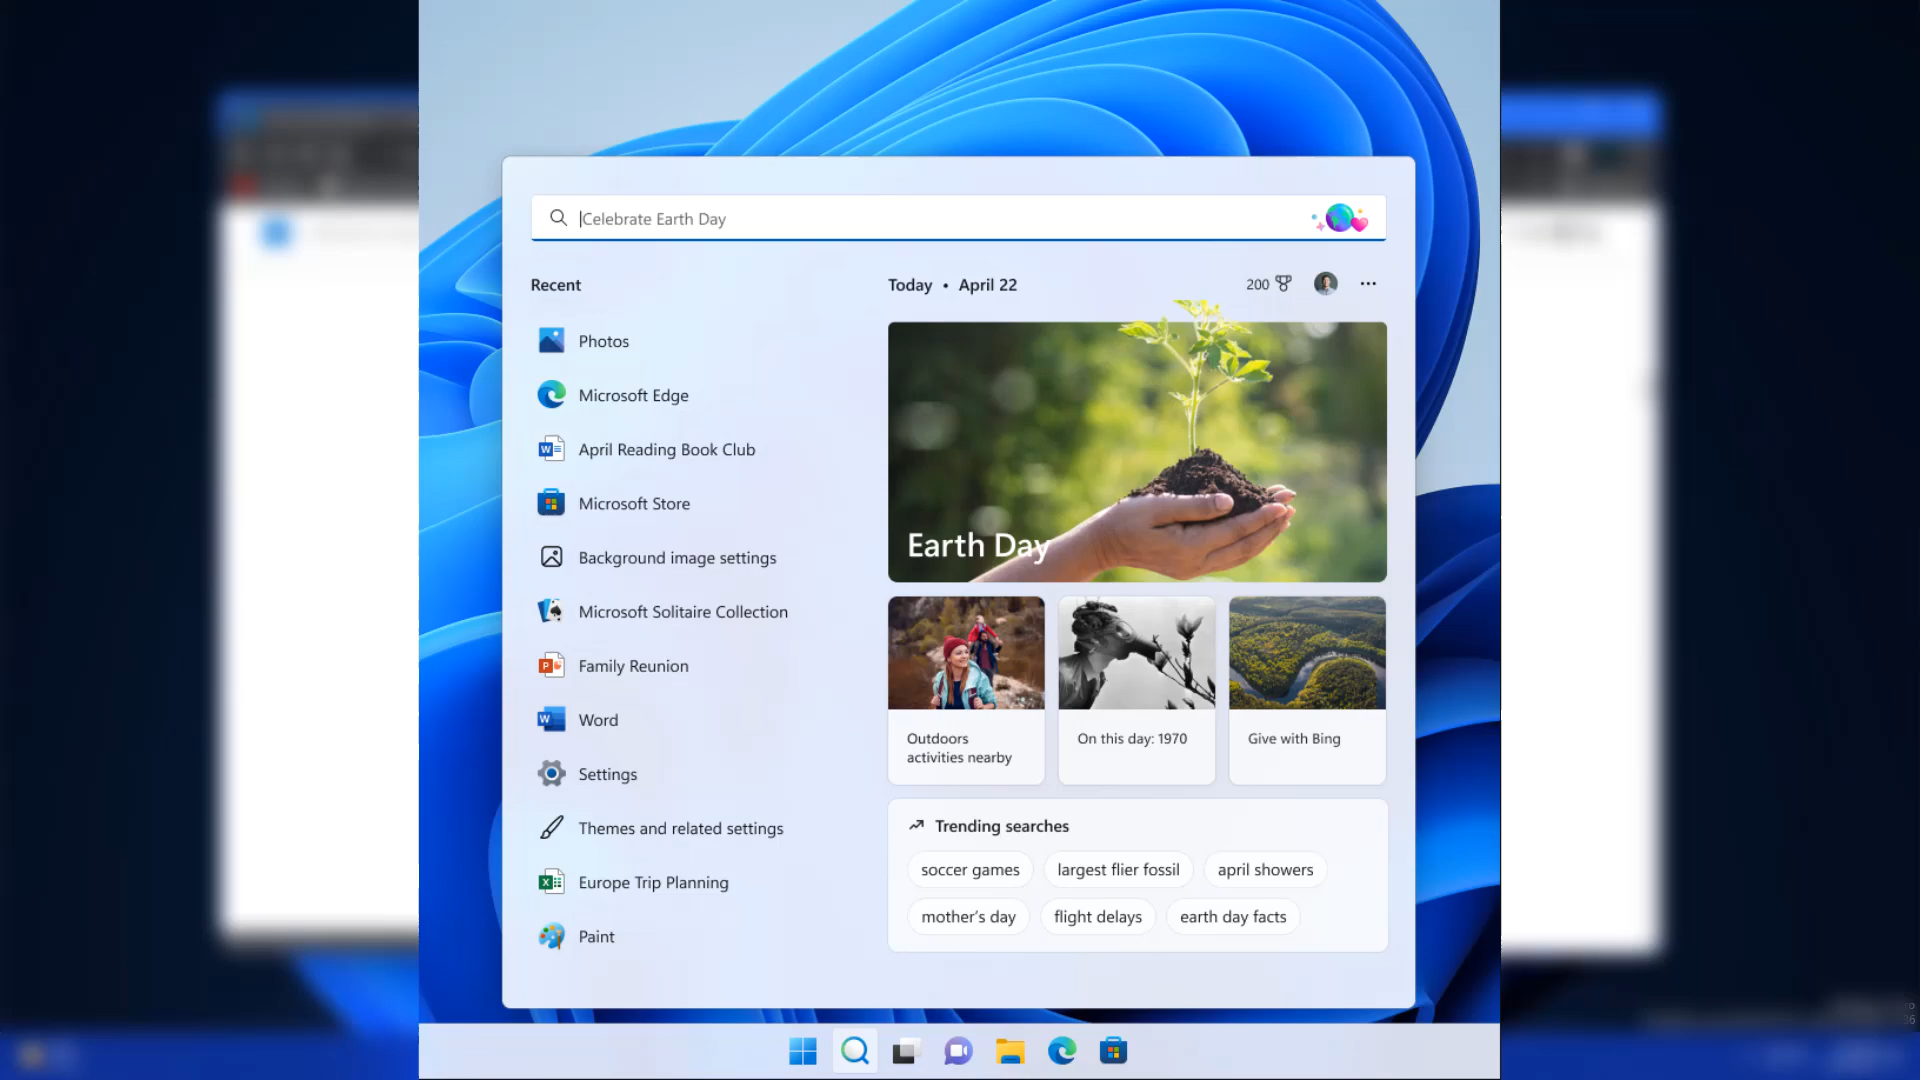 Celebrate Earth Day
Recent
Photos
Microsoft Edge
April Reading Book Club
Microsoft Store
Background image settings
Microsoft Solitaire Collection
Family Reunion
Word
Settings
Themes and related settings
Europe Trip Planning
Paint
Today • April 22
200
Earth Day
Outdoors
activities nearby
On this day: 1970
Give with Bing
Trending searches
soccer games
largest flier fossil
april showers
mother's day
flight delays
earth day facts